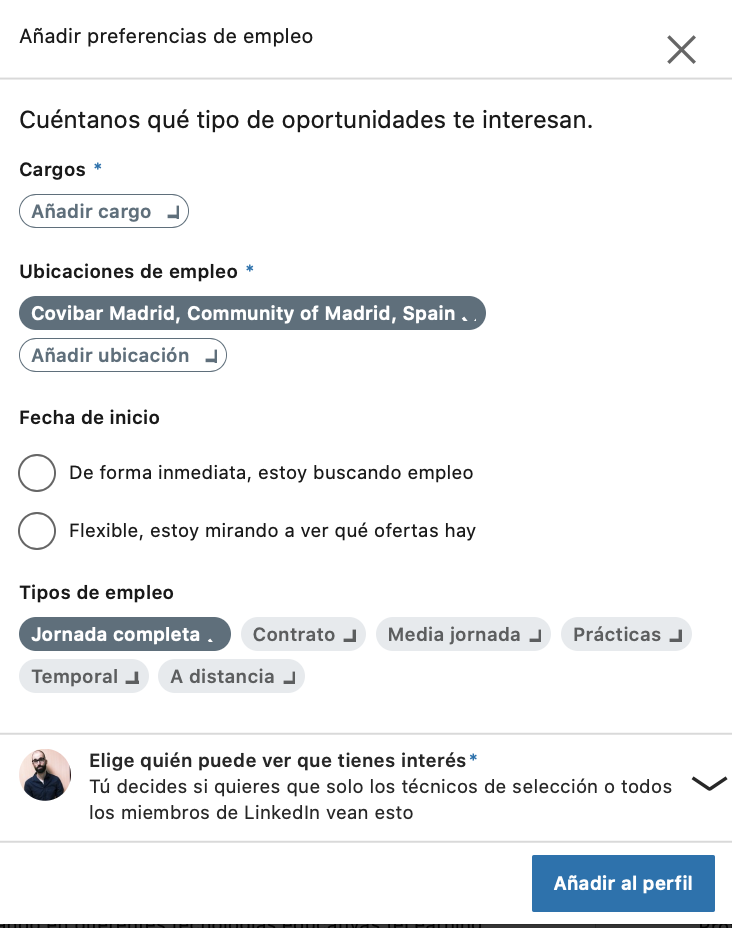 Añadir preferencias de empleo
Cuéntanos qué tipo de oportunidades te interesan.
Cargos *
Añadir cargo
Ubicaciones de empleo *
Covibar Madrid, Community of Madrid, Spain
Añadir ubicación
Fecha de inicio
De forma inmediata, estoy buscando empleo
Flexible, estoy mirando a ver qué ofertas hay
Tipos de empleo
Jornada completa Contrato Media jornada Prácticas
Temporal A distancia
Elige quién puede ver que tienes interés*
Tú decides si quieres que solo los técnicos de selección o todos
los miembros de LinkedIn vean esto
Añadir al perfil